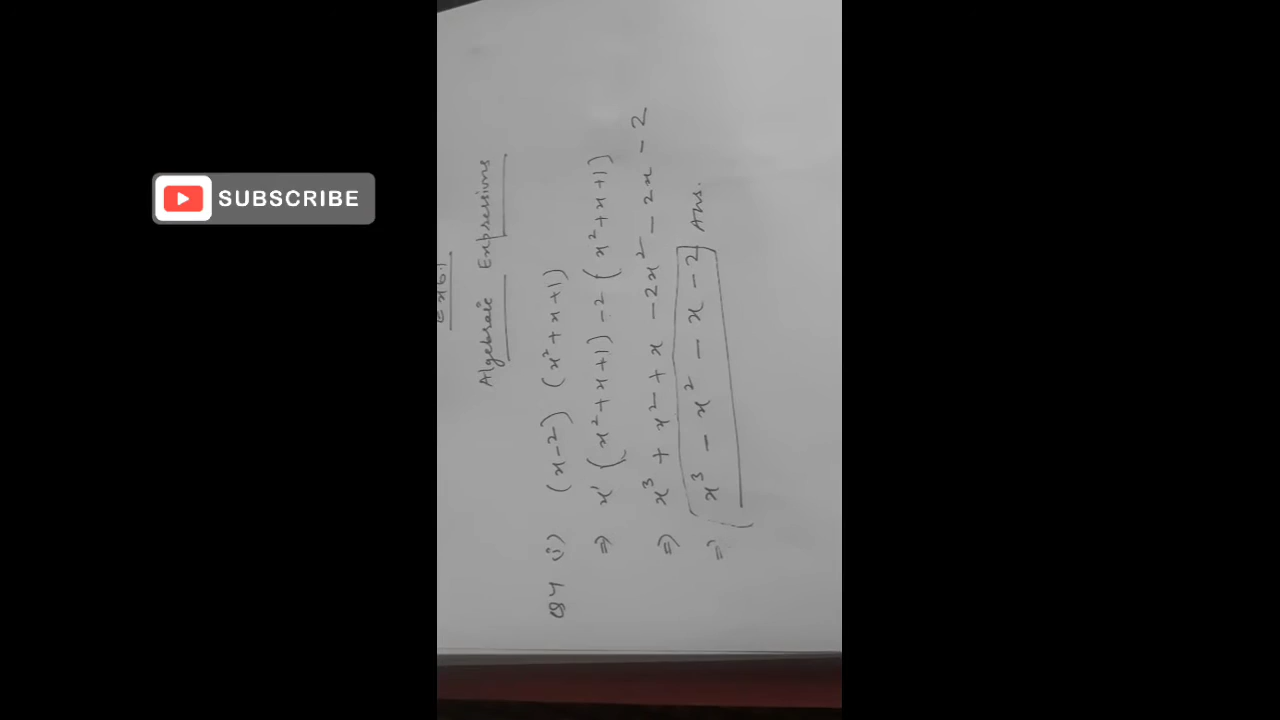 SUBSCRIBE
Ex 6.1
Algebraic Expressions
Q4 (i) (x-2) (x²+x+1)
⇒ x' (x²+x+1) -2 (x²+x+1)
⇒ x³ + x² + x -2x² - 2x - 2
⇒ x³ - x² - x - 2 Ans.